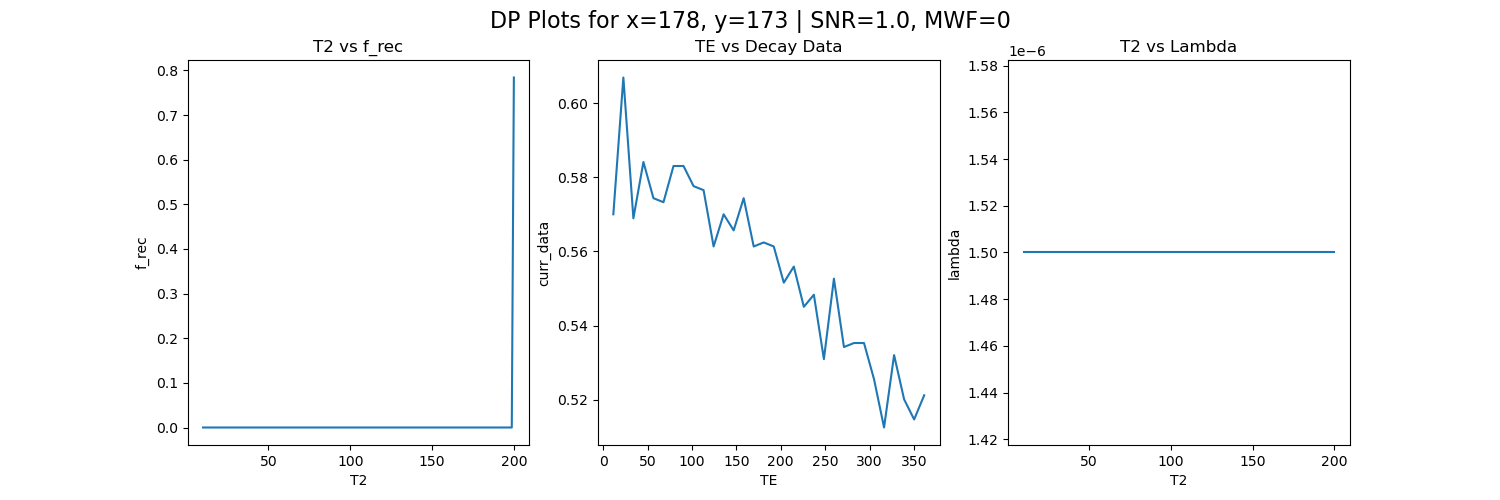 DP Plots for x=178, y=173 | SNR=1.0, MWF=0
T2 vs f_rec
0.8
0.7
0.6
0.5
0.4
0.3
0.2
0.1
0.0
f_rec
50 100 150 200
T2
TE vs Decay Data
0.60
0.58
0.56
0.54
0.52
curr_data
0 50 100 150 200 250 300 350
TE
T2 vs Lambda
1e−6
1.58
1.56
1.54
1.52
1.50
1.48
1.46
1.44
1.42
lambda
50 100 150 200
T2